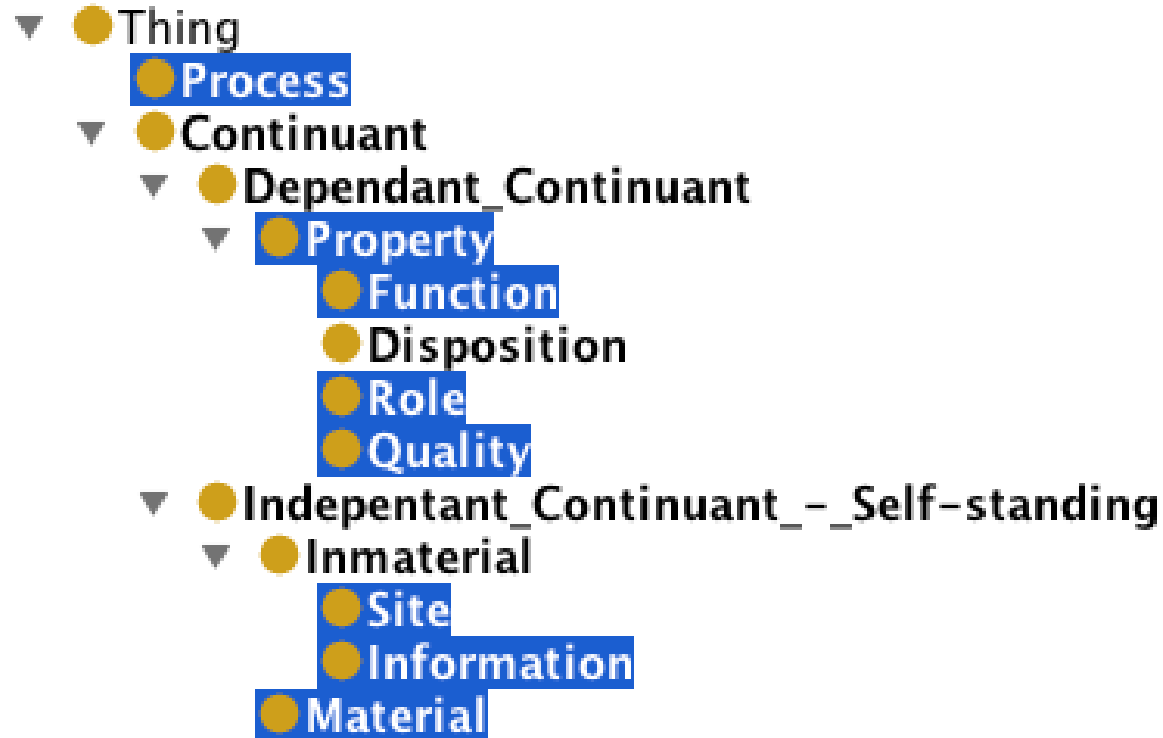 Thing
Process
Continuant
Dependant_Continuant
Property
Function
Disposition
Role
Quality
Indepentant_Continuant_-_Self-standing
Inmaterial
Site
Information
Material